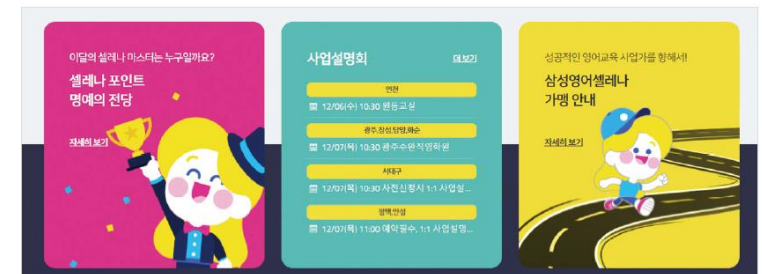 이달의 셀레나 마스터는 누구일까요?
셀레나 포인트
명예의 전당
자세히 보기
사업설명회 더 보기
인천
12/06(수) 10:30 원동교실
광주,장성,담양,화순
12/07(목) 10:30 광주수완직영학원
서대구
12/07(목) 10:30 사전신청시 1:1 사업설...
평택,안성
12/07(목) 11:00 예약필수, 1:1 사업설명...
성공적인 영어교육 사업가를 향해서!
삼성영어셀레나
가맹 안내
자세히 보기